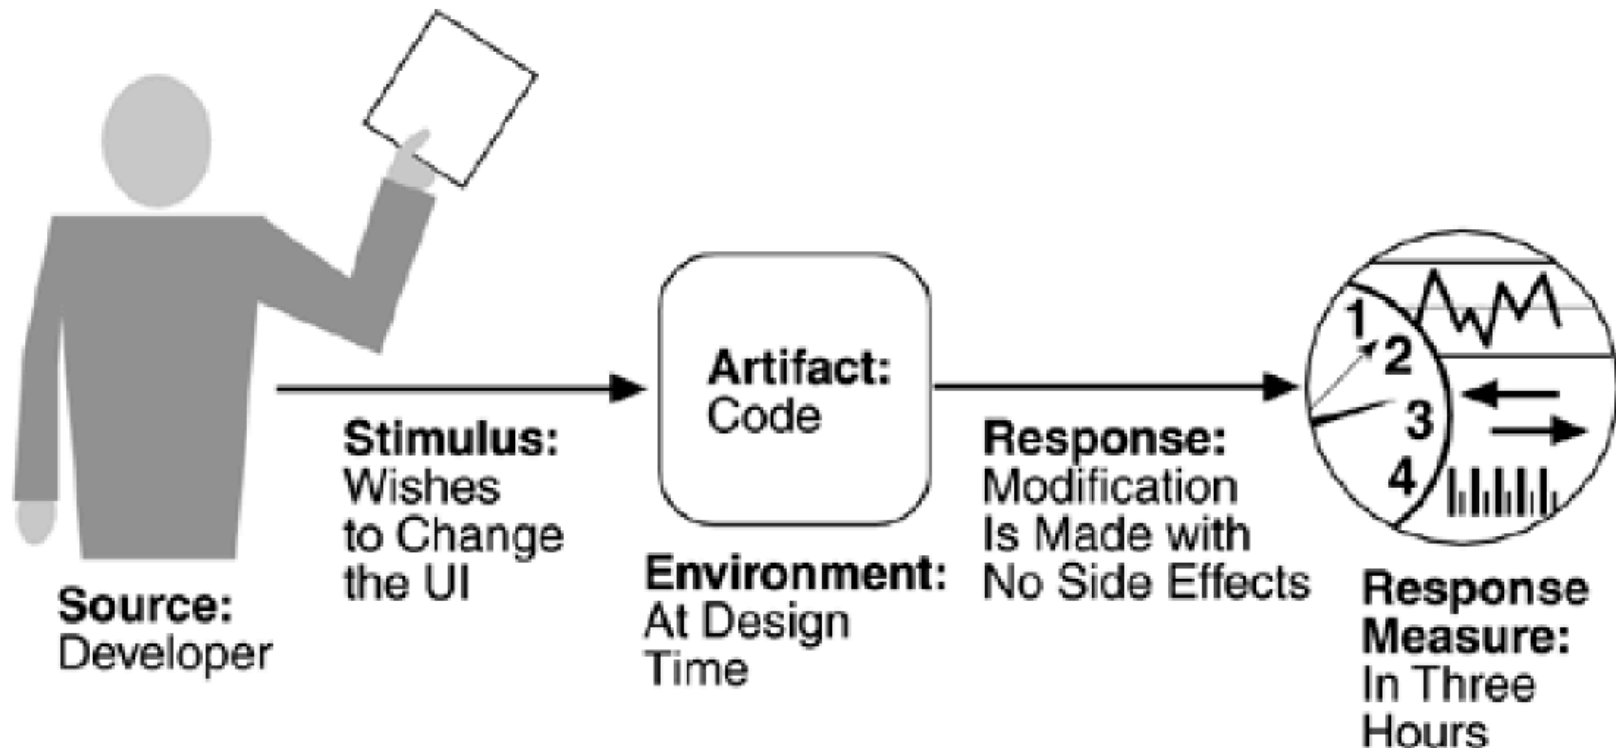 Source:
Developer
Stimulus:
Wishes
to Change
the UI
Artifact:
Code
Environment:
At Design
Time
Response:
Modification
Is Made with
No Side Effects
1
2
3
4
Response
Measure:
In Three
Hours